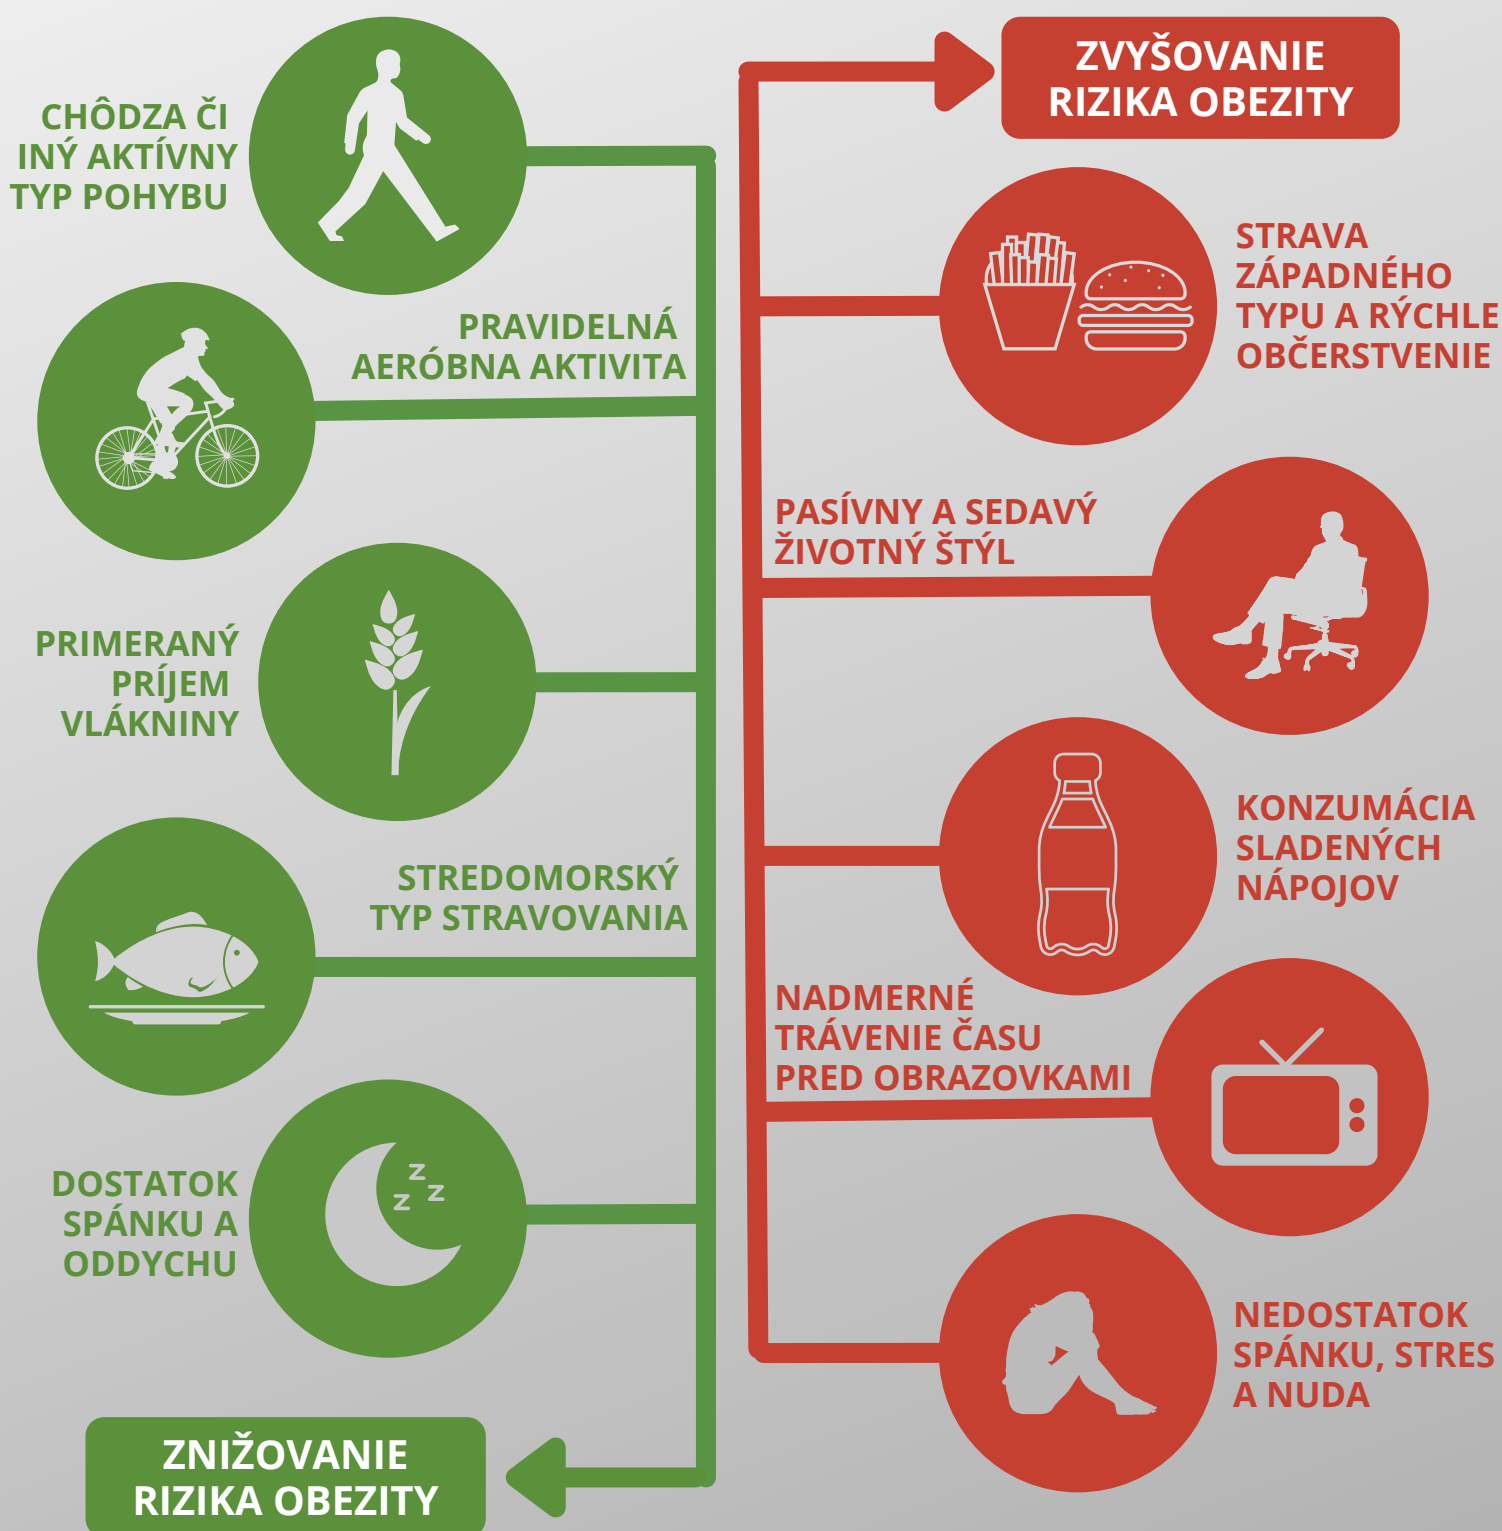 CHÔDZA ČI
INÝ AKTÍVNY
TYP POHYBU
PRAVIDELNÁ
AERÓBNA AKTIVITA
PRIMERANÝ
PRÍJEM
VLÁKNINY
STREDOMORSKÝ
TYP STRAVOVANIA
DOSTATOK
SPÁNKU A
ODDYCHU
z
z
z
ZNIŽOVANIE
RIZIKA OBEZITY
ZVYŠOVANIE
RIZIKA OBEZITY
STRAVA
ZÁPADNÉHO
TYPU A RÝCHLE
OBČERSTVENIE
PASÍVNY A SEDAVÝ
ŽIVOTNÝ ŠTÝL
KONZUMÁCIA
SLADENÝCH
NÁPOJOV
NADMERNÉ
TRÁVENIE ČASU
PRED OBRAZOVKAMI
NEDOSTATOK
SPÁNKU, STRES
A NUDA